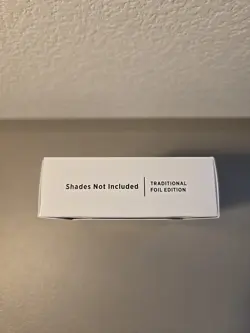 Shades Not Included
TRADITIONAL
FOIL EDITION